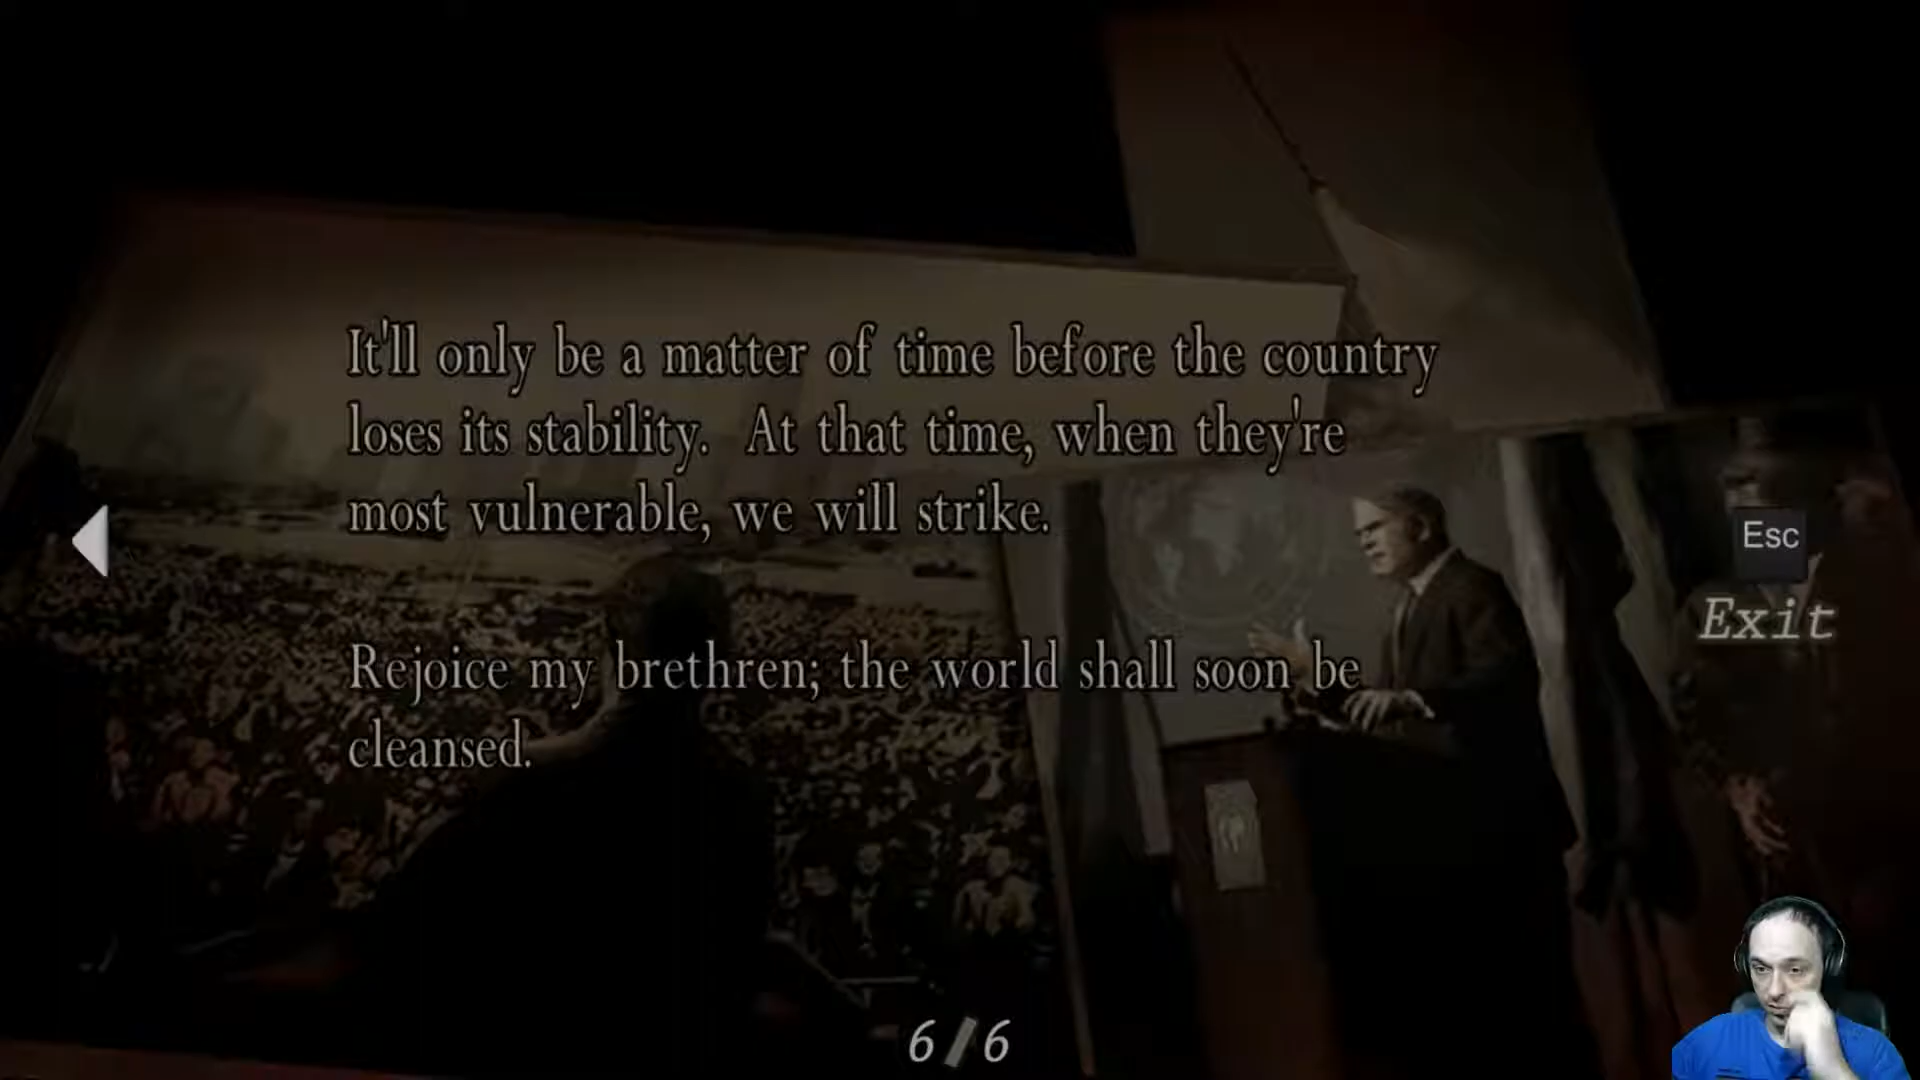 It'll only be a matter of time before the country
loses its stability.  At that time, when they're
most vulnerable, we will strike.
Rejoice my brethren; the world shall soon be
cleansed.
Esc
Exit
6/6